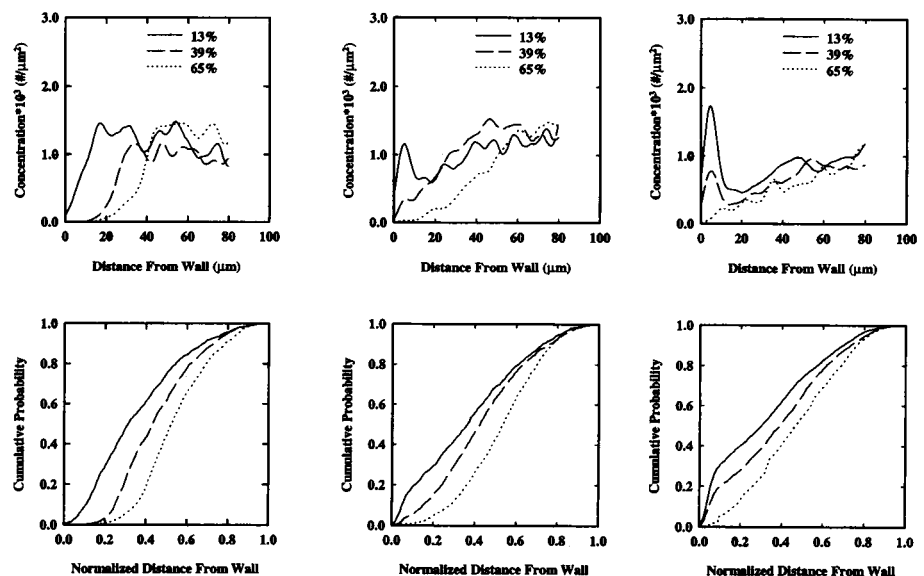 3.0
2.0
1.0
0.0
0 20 40 60 80 100
Concentration*10³ (#/µm²)
Distance From Wall (µm)
13%
39%
65%
3.0
2.0
1.0
0.0
0 20 40 60 80 100
Concentration*10³ (#/µm²)
Distance From Wall (µm)
13%
39%
65%
3.0
2.0
1.0
0.0
0 20 40 60 80 100
Concentration*10³ (#/µm²)
Distance From Wall (µm)
13%
39%
65%
1.0
0.8
0.6
0.4
0.2
0.0
0.0 0.2 0.4 0.6 0.8 1.0
Cumulative Probability
Normalized Distance From Wall
1.0
0.8
0.6
0.4
0.2
0.0
0.0 0.2 0.4 0.6 0.8 1.0
Cumulative Probability
Normalized Distance From Wall
1.0
0.8
0.6
0.4
0.2
0.0
0.0 0.2 0.4 0.6 0.8 1.0
Cumulative Probability
Normalized Distance From Wall